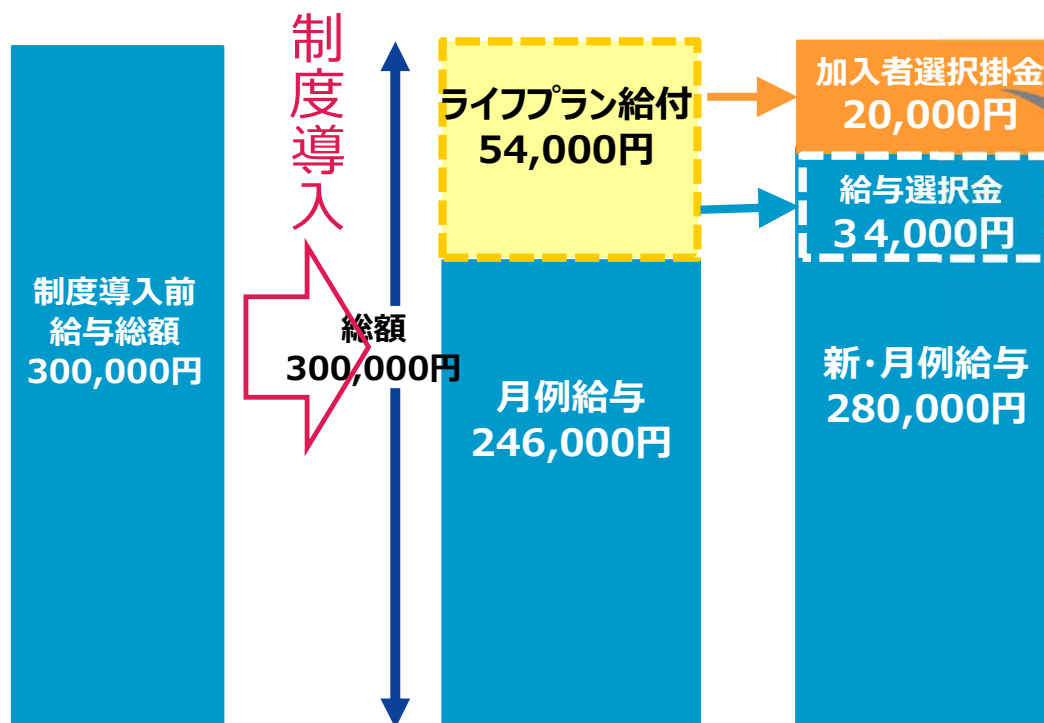 制度導入
制度導入前
給与総額
300,000円
総額
300,000円
ライフプラン給付
54,000円
月例給与
246,000円
加入者選択掛金
20,000円
給与選択金
３４,000円
新・月例給与
280,000円